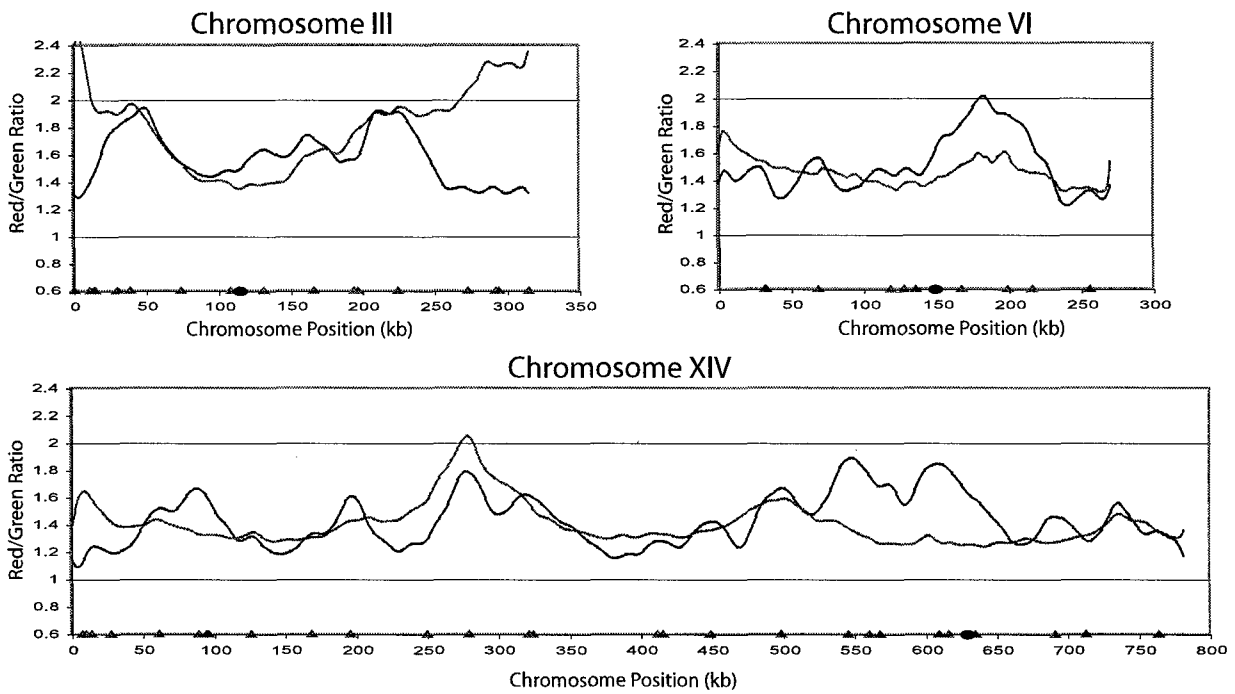 Chromosome III
Red/Green Ratio
2.4
2.2
2
1.8
1.6
1.4
1.2
1
0.8
0.6
0 50 100 150 200 250 300 350
Chromosome Position (kb)
Chromosome VI
Red/Green Ratio
2.4
2.2
2
1.8
1.6
1.4
1.2
1
0.8
0.6
0 50 100 150 200 250 300
Chromosome Position (kb)
Chromosome XIV
Red/Green Ratio
2.4
2.2
2
1.8
1.6
1.4
1.2
1
0.8
0.6
0 50 100 150 200 250 300 350 400 450 500 550 600 650 700 750 800
Chromosome Position (kb)